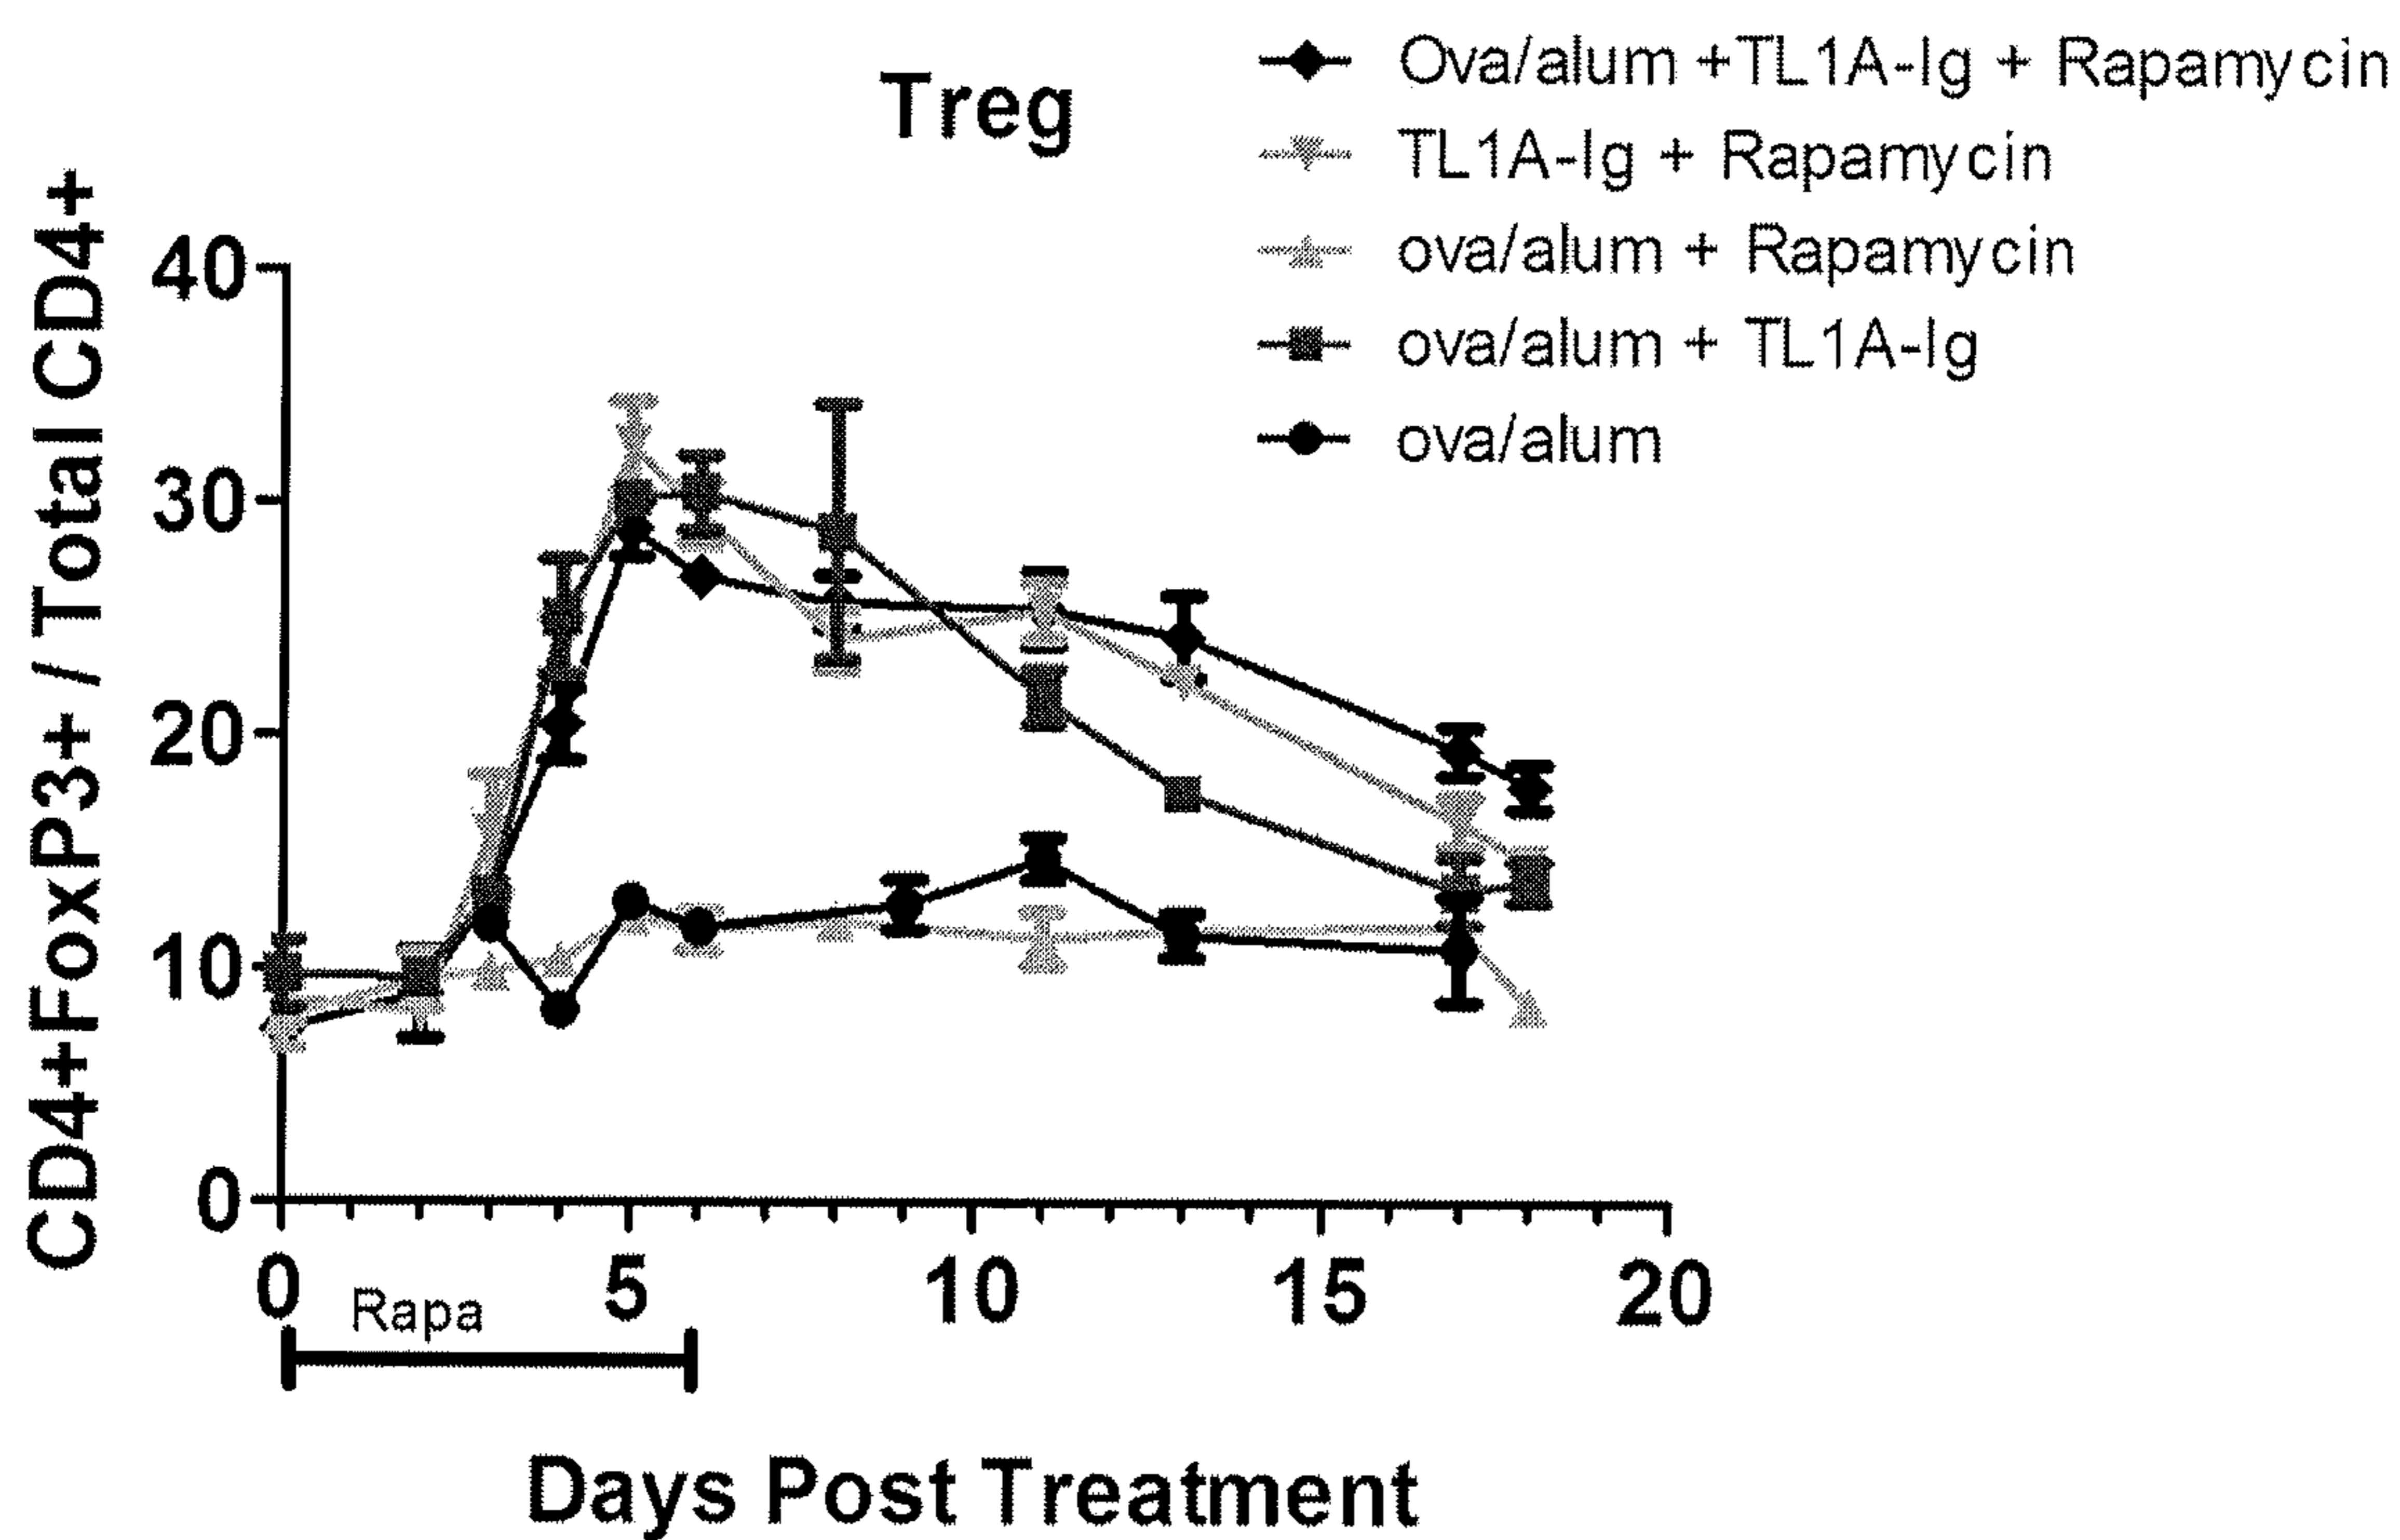 Treg
Ova/alum +TL1A-Ig + Rapamycin
TL1A-Ig + Rapamycin
ova/alum + Rapamycin
ova/alum + TL1A-Ig
ova/alum
CD4+FoxP3+ / Total CD4+
40
30
20
10
0
0 5 10 15 20
Rapa
Days Post Treatment